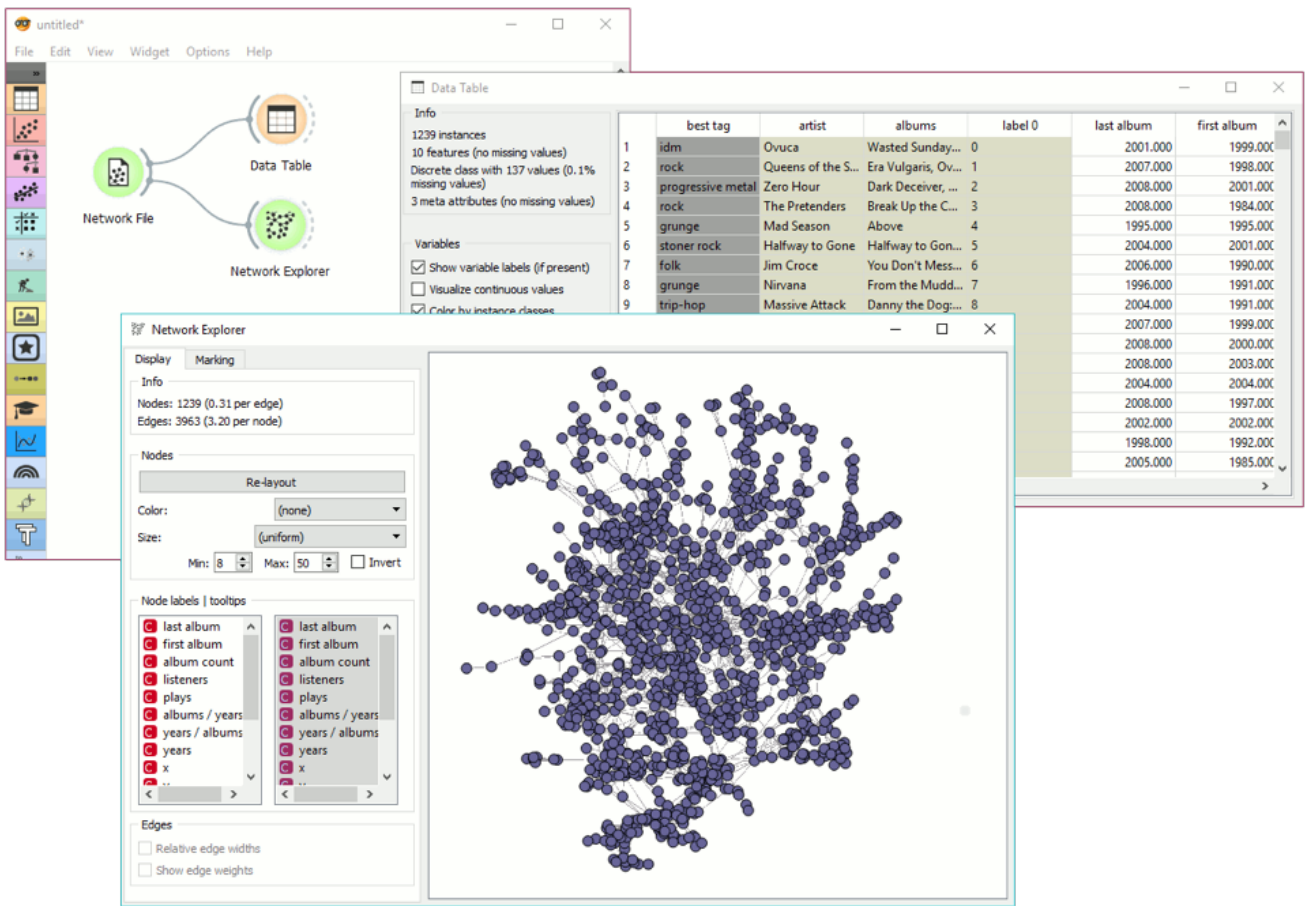 untitled*
File Edit View Widget Options Help
Network File
Data Table
Network Explorer
Data Table
Info
1239 instances
10 features (no missing values)
Discrete class with 137 values (0.1%
missing values)
3 meta attributes (no missing values)
Variables
Show variable labels (if present)
Visualize continuous values
Color by instance classes
best tag artist albums label 0 last album first album
1 idm Ovuca Wasted Sunday... 0 2001.000 1999.000
2 rock Queens of the S... Era Vulgaris, Ov... 1 2007.000 1998.000
3 progressive metal Zero Hour Dark Deceiver, ... 2 2008.000 2001.000
4 rock The Pretenders Break Up the C... 3 2008.000 1984.000
5 grunge Mad Season Above 4 1995.000 1995.000
6 stoner rock Halfway to Gone Halfway to Gon... 5 2004.000 2001.000
7 folk Jim Croce You Don't Mess... 6 2006.000 1990.000
8 grunge Nirvana From the Mudd... 7 1996.000 1991.000
9 trip-hop Massive Attack Danny the Dog:... 8 2004.000 1991.000
2007.000 1999.000
2008.000 2000.000
2008.000 2003.000
2004.000 2004.000
2008.000 1997.000
2002.000 2002.000
1998.000 1992.000
2005.000 1985.000
Network Explorer
Display Marking
Info
Nodes: 1239 (0.31 per edge)
Edges: 3963 (3.20 per node)
Nodes
Re-layout
Color: (none)
Size: (uniform)
Min: 8 Max: 50 Invert
Node labels | tooltips
C last album C last album
C first album C first album
C album count C album count
C listeners C listeners
C plays C plays
C albums / years C albums / years
C years / albums C years / albums
C years C years
C x C x
Edges
Relative edge widths
Show edge weights